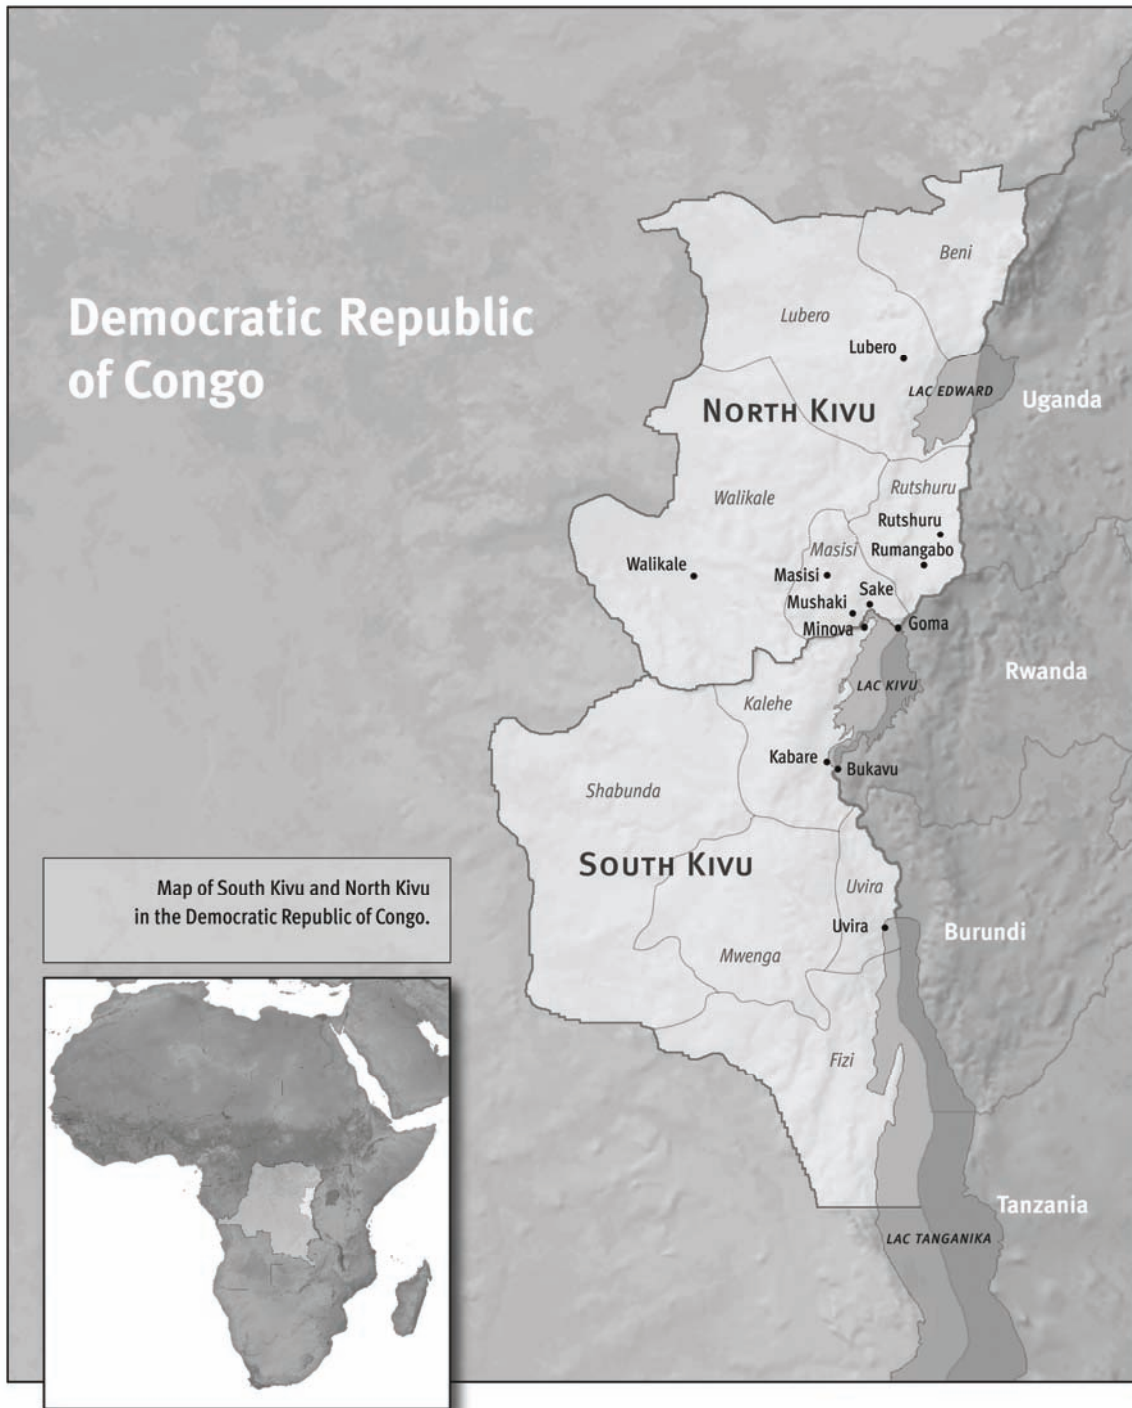 Democratic Republic
of Congo
Beni
Lubero
Lubero
LAC EDWARD
Uganda
NORTH KIVU
Walikale
Rutshuru
Rutshuru
Rumangabo
Masisi
Walikale
Masisi
Sake
Mushaki
Minova
Goma
Rwanda
LAC KIVU
Kalehe
Kabare
Bukavu
Shabunda
SOUTH KIVU
Uvira
Uvira
Burundi
Mwenga
Fizi
Tanzania
LAC TANGANIKA
Map of South Kivu and North Kivu
in the Democratic Republic of Congo.